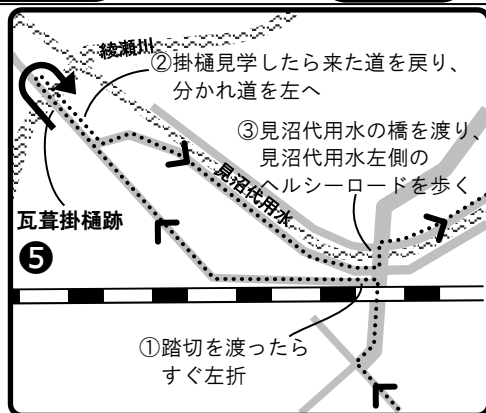 綾瀬川
②掛樋見学したら来た道を戻り、
分かれ道を左へ
③見沼代用水の橋を渡り、
見沼代用水左側の
ヘルシーロードを歩く
見沼代用水
瓦葺掛樋跡
❺
①踏切を渡ったら
すぐ左折